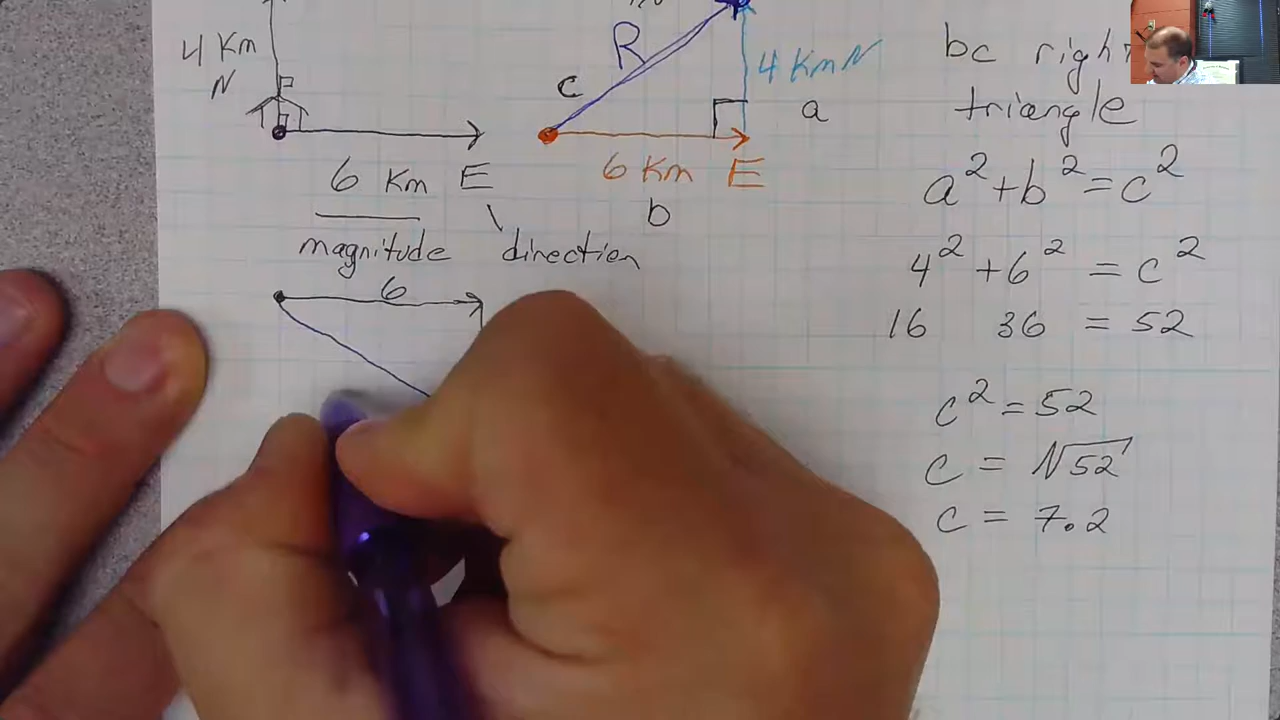 4 Km
N
6 Km E
magnitude direction
6
R
c
4 Km N
a
6 Km E
b
bc right
triangle
a²+b²=c²
4²+6²=c²
16 36 = 52
c²=52
c = √52
c = 7.2